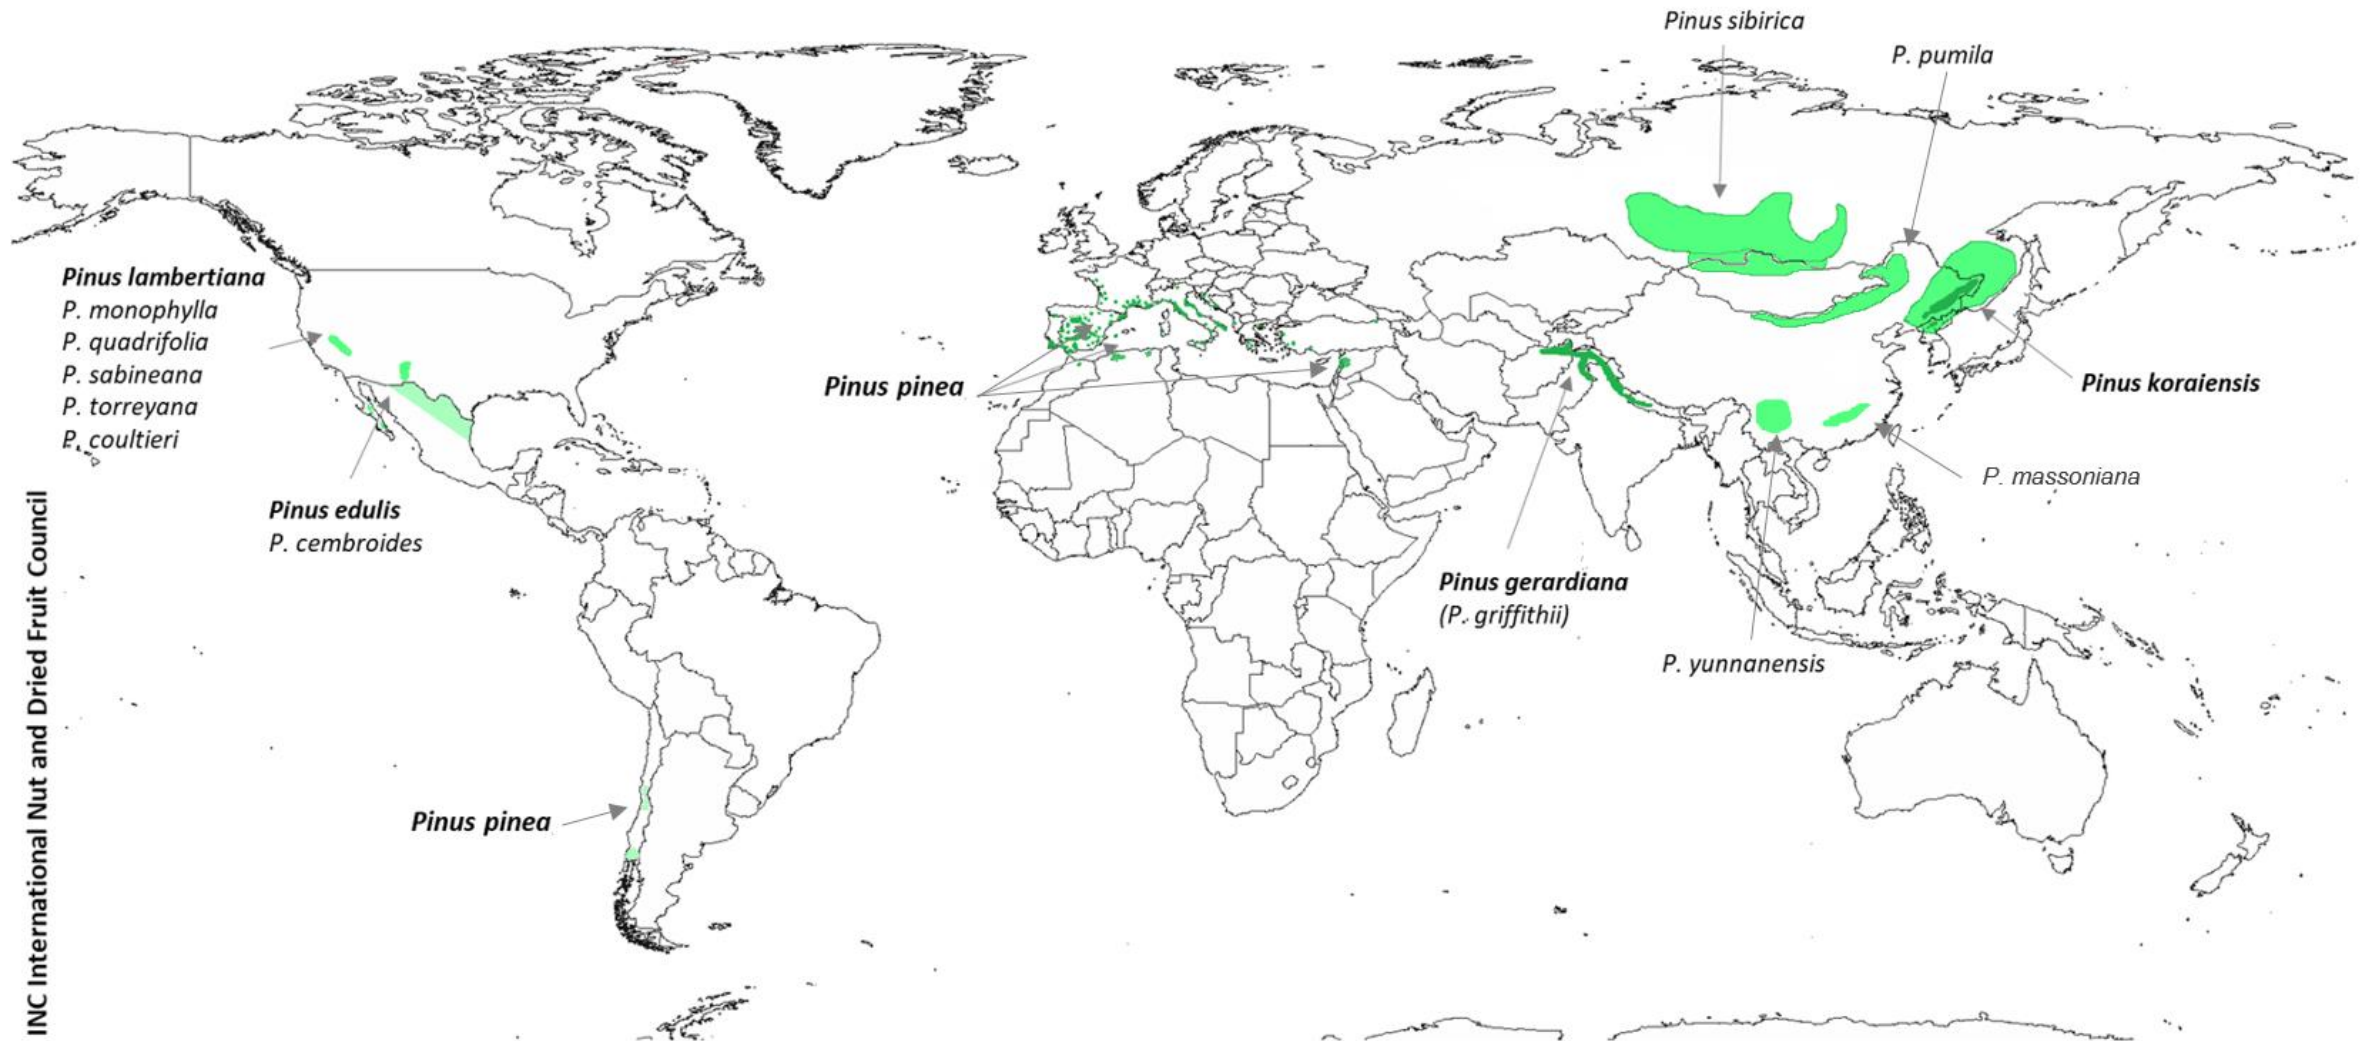 Pinus sibirica
P. pumila
Pinus lambertiana
P. monophylla
P. quadrifolia
P. sabineana
P. torreyana
P. coultieri
Pinus pinea
Pinus koraiensis
P. massoniana
Pinus edulis
P. cembroides
Pinus gerardiana
(P. griffithii)
P. yunnanensis
Pinus pinea
INC International Nut and Dried Fruit Council